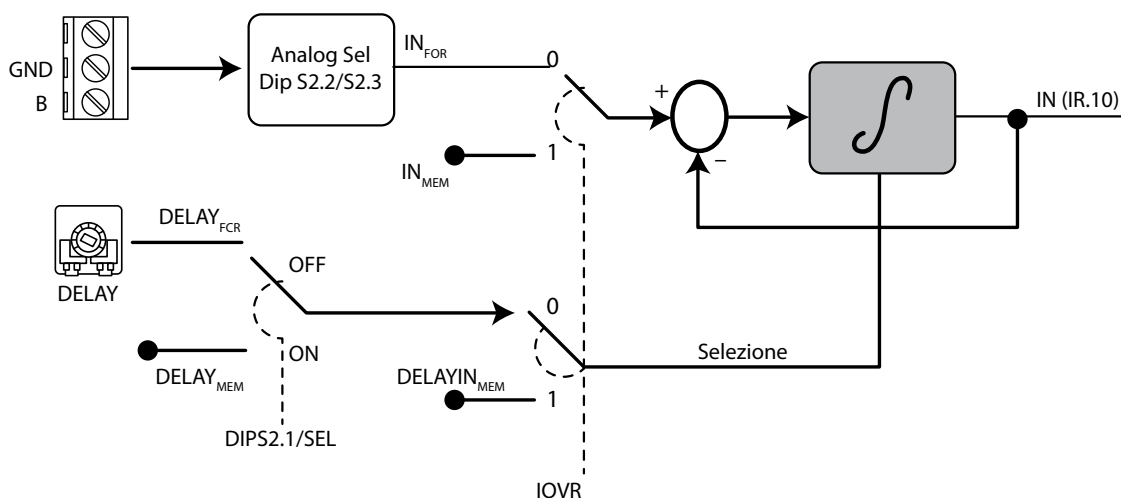 GND
B
Analog Sel
Dip S2.2/S2.3
IN FOR
0
1
IN MEM
+
−
IN (IR.10)
DELAY
DELAY FCR
OFF
ON
DELAY MEM
DIPS2.1/SEL
0
1
DELAYIN MEM
Selezione
IOVR